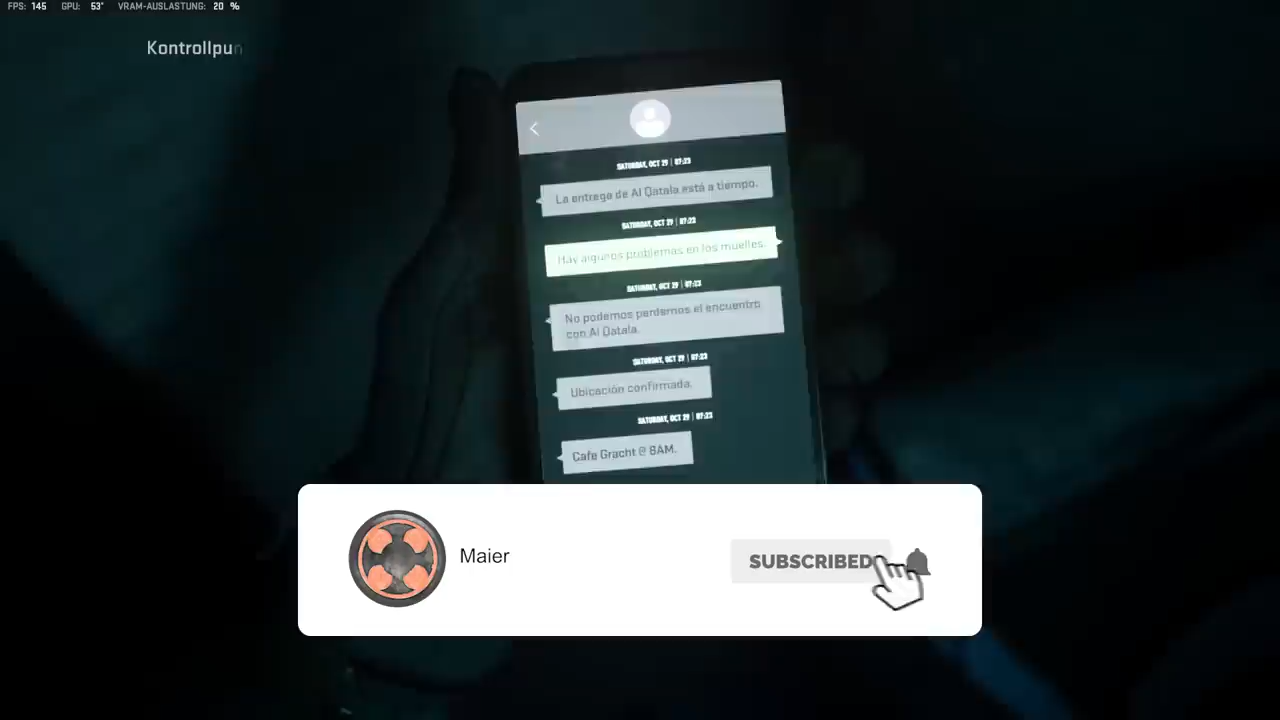 FPS: 145 GPU: 53° VRAM-AUSLASTUNG: 20 %
Kontrollpun
SATURDAY, OCT 29 | 07:23
La entrega de Al Qatala está a tiempo.
SATURDAY, OCT 29 | 07:23
Hay algunos problemas en los muelles.
SATURDAY, OCT 29 | 07:23
No podemos perdernos el encuentro
con Al Qatala.
SATURDAY, OCT 29 | 07:23
Ubicación confirmada.
SATURDAY, OCT 29 | 07:23
Cafe Gracht @ 8AM.
Maier
SUBSCRIBED